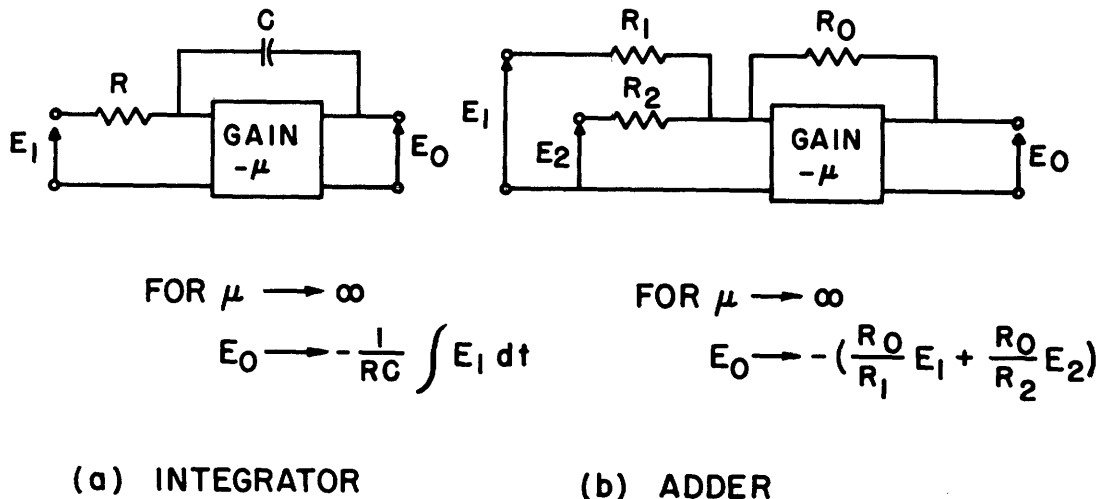 C
R
GAIN
-μ
E₁
E₀
FOR μ → ∞
E₀ → - 1/RC ∫ E₁ dt
(a) INTEGRATOR
R₁
R₀
R₂
E₁
E₂
GAIN
-μ
E₀
FOR μ → ∞
E₀ → - (R₀/R₁ E₁ + R₀/R₂ E₂)
(b) ADDER